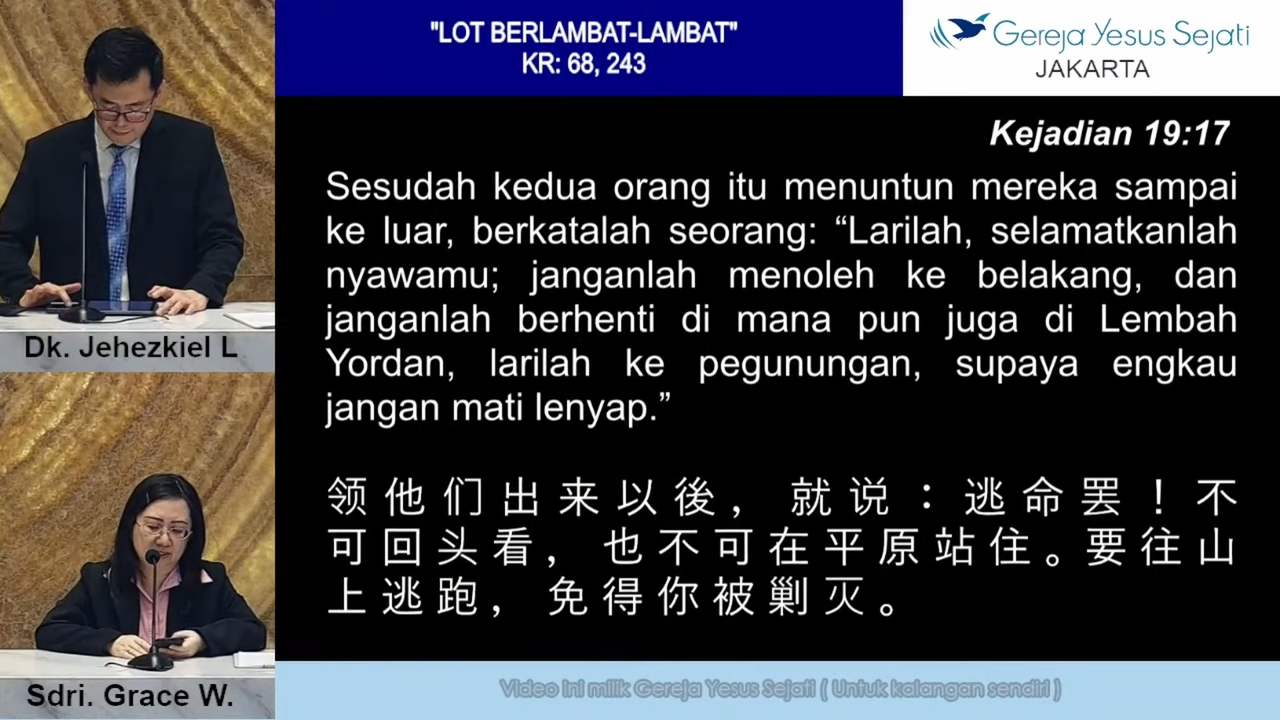 "LOT BERLAMBAT-LAMBAT"
KR: 68, 243
Gereja Yesus Sejati
JAKARTA
Kejadian 19:17
Sesudah kedua orang itu menuntun mereka sampai
ke luar, berkatalah seorang: “Larilah, selamatkanlah
nyawamu; janganlah menoleh ke belakang, dan
janganlah berhenti di mana pun juga di Lembah
Yordan, larilah ke pegunungan, supaya engkau
jangan mati lenyap.”
领他们出来以後，就说：逃命罢！不
可回头看，也不可在平原站住。要往山
上逃跑，免得你被剿灭。
Dk. Jehezkiel L
Sdri. Grace W.
Video ini milik Gereja Yesus Sejati ( Untuk kalangan sendiri )